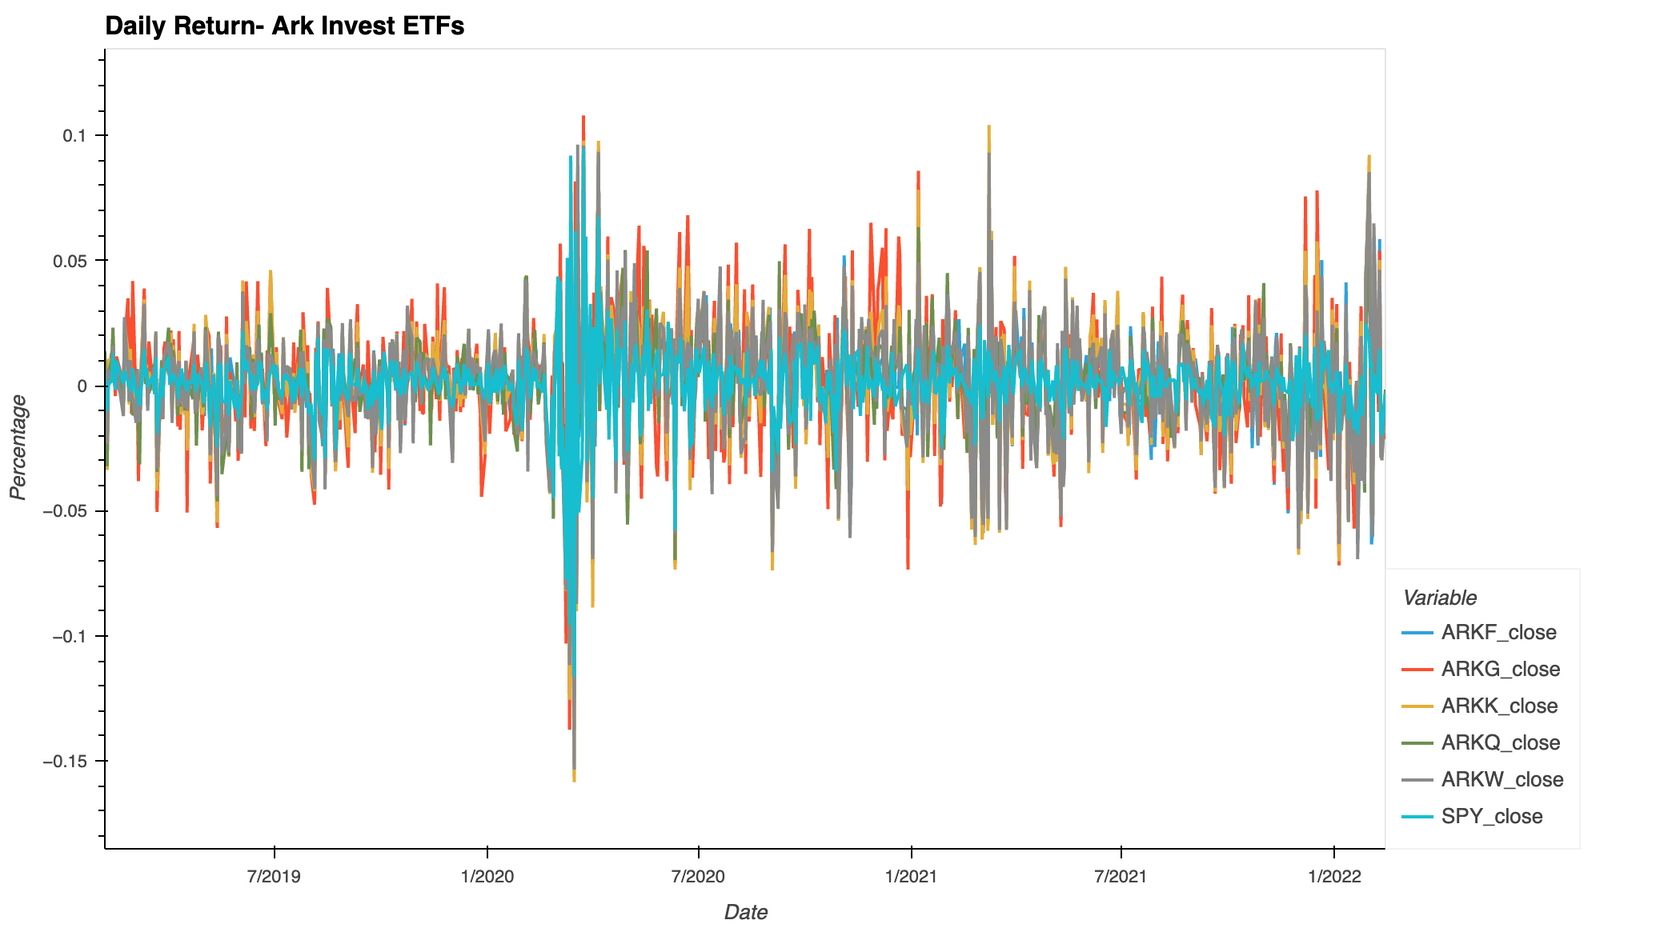 Daily Return- Ark Invest ETFs
0.1
0.05
0
−0.05
−0.1
−0.15
Percentage
7/2019 1/2020 7/2020 1/2021 7/2021 1/2022
Date
Variable
ARKF_close
ARKG_close
ARKK_close
ARKQ_close
ARKW_close
SPY_close